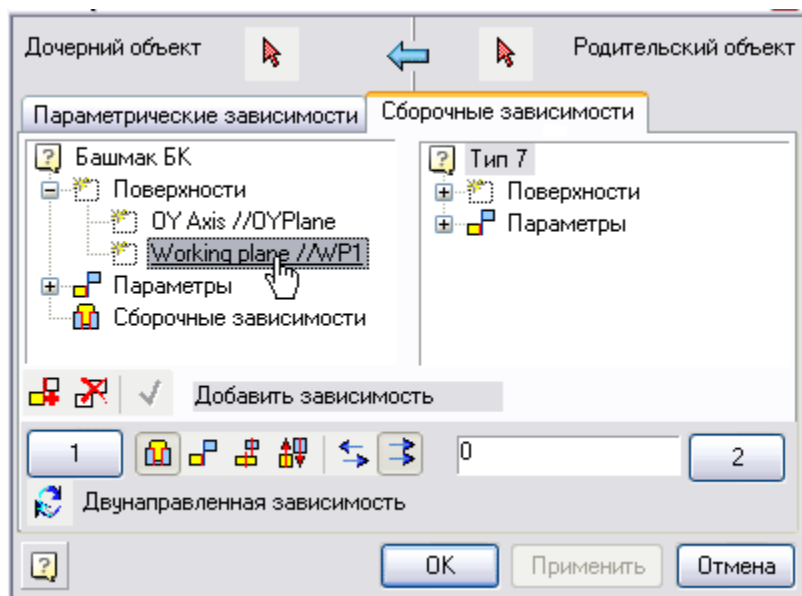 Дочерний объект
Родительский объект
Параметрические зависимости
Сборочные зависимости
Башмак БК
Поверхности
OY Axis //OYPlane
Working plane //WP1
Параметры
Сборочные зависимости
Тип 7
Поверхности
Параметры
Добавить зависимость
1
0
2
Двунаправленная зависимость
OK
Применить
Отмена